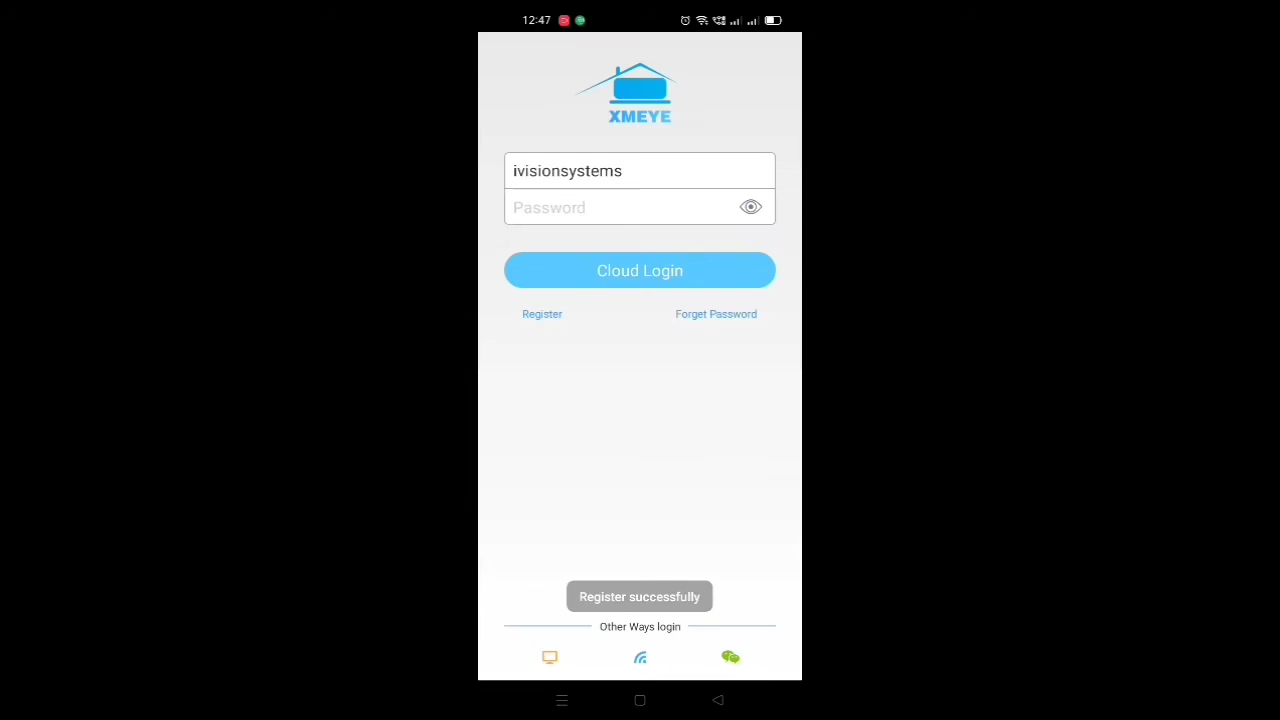 12:47
XMEYE
ivisionsystems
Password
Cloud Login
Register
Forget Password
Register successfully
Other Ways login